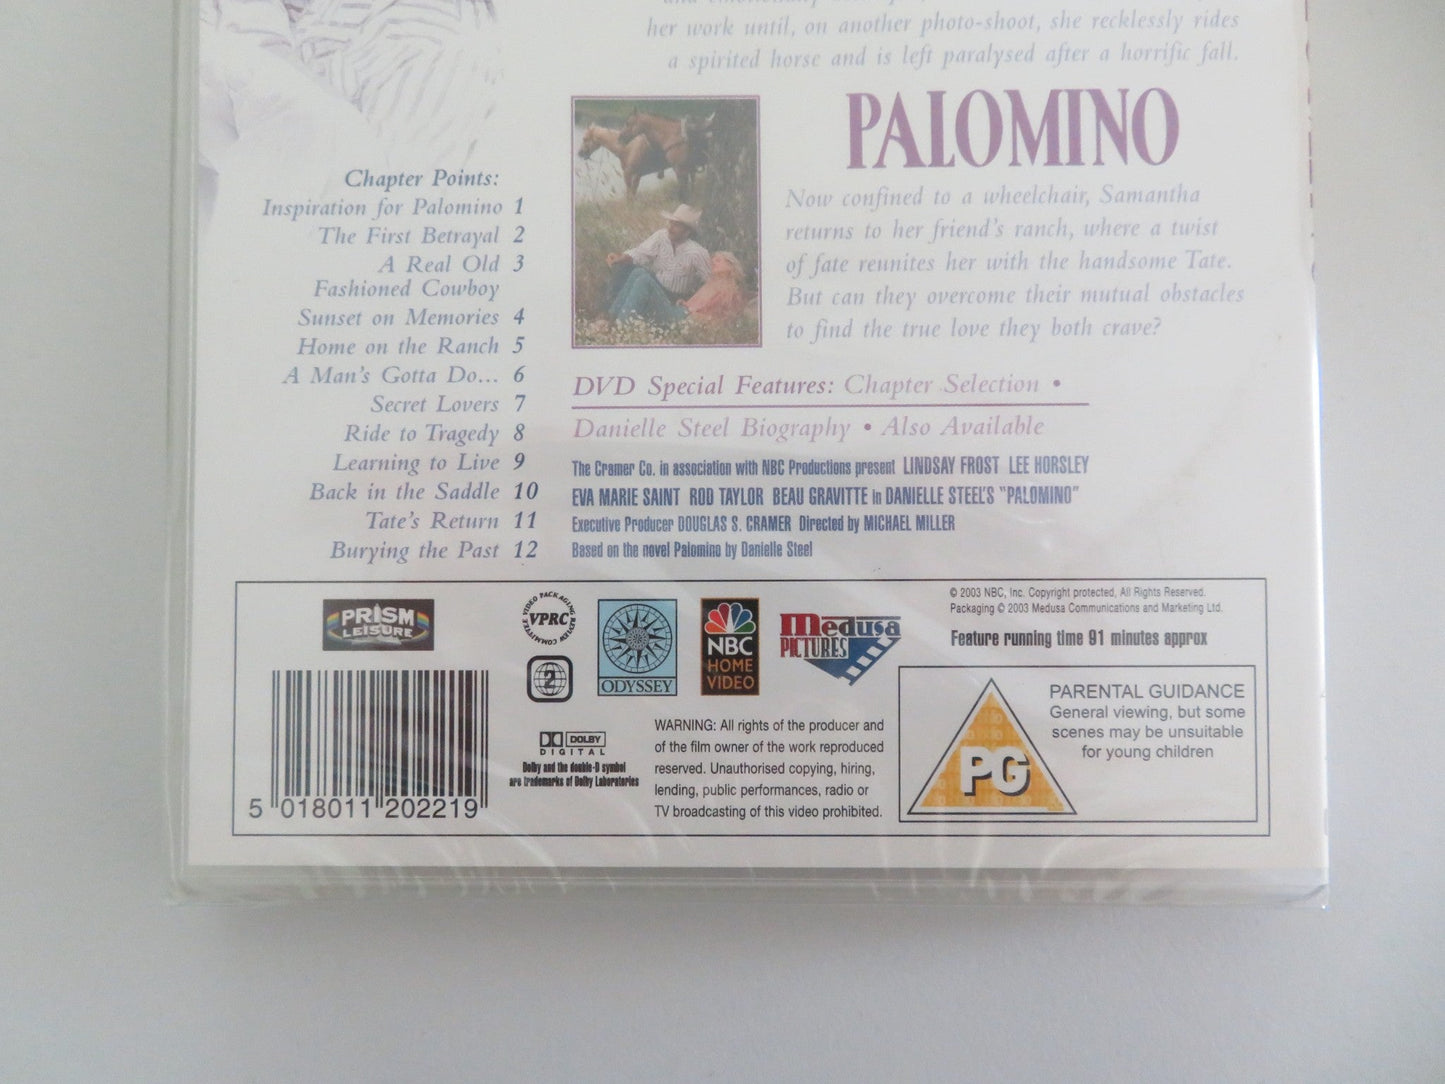 her work until, on another photo-shoot, she recklessly rides
a spirited horse and is left paralysed after a horrific fall.
PALOMINO
Now confined to a wheelchair, Samantha
returns to her friend's ranch, where a twist
of fate reunites her with the handsome Tate.
But can they overcome their mutual obstacles
to find the true love they both crave?
Chapter Points:
Inspiration for Palomino 1
The First Betrayal 2
A Real Old 3
Fashioned Cowboy
Sunset on Memories 4
Home on the Ranch 5
A Man's Gotta Do... 6
Secret Lovers 7
Ride to Tragedy 8
Learning to Live 9
Back in the Saddle 10
Tate's Return 11
Burying the Past 12
DVD Special Features: Chapter Selection •
Danielle Steel Biography • Also Available
The Cramer Co. in association with NBC Productions present LINDSAY FROST LEE HORSLEY
EVA MARIE SAINT ROD TAYLOR BEAU GRAVITTE in DANIELLE STEEL'S "PALOMINO"
Executive Producer DOUGLAS S. CRAMER Directed by MICHAEL MILLER
Based on the novel Palomino by Danielle Steel
PRISM
LEISURE
VIDEO PACKAGING REVIEW COMMITTEE
VPRC
2
ODYSSEY
NBC
HOME
VIDEO
Medusa
PICTURES
© 2003 NBC, Inc. Copyright protected, All Rights Reserved.
Packaging © 2003 Medusa Communications and Marketing Ltd.
Feature running time 91 minutes approx
5 018011 202219
DOLBY
DIGITAL
Dolby and the double-D symbol
are trademarks of Dolby Laboratories
WARNING: All rights of the producer and
of the film owner of the work reproduced
reserved. Unauthorised copying, hiring,
lending, public performances, radio or
TV broadcasting of this video prohibited.
PG
PARENTAL GUIDANCE
General viewing, but some
scenes may be unsuitable
for young children